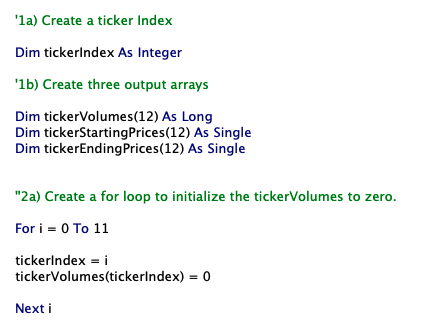 '1a) Create a ticker Index
Dim tickerIndex As Integer
'1b) Create three output arrays
Dim tickerVolumes(12) As Long
Dim tickerStartingPrices(12) As Single
Dim tickerEndingPrices(12) As Single
''2a) Create a for loop to initialize the tickerVolumes to zero.
For i = 0 To 11
tickerIndex = i
tickerVolumes(tickerIndex) = 0
Next i